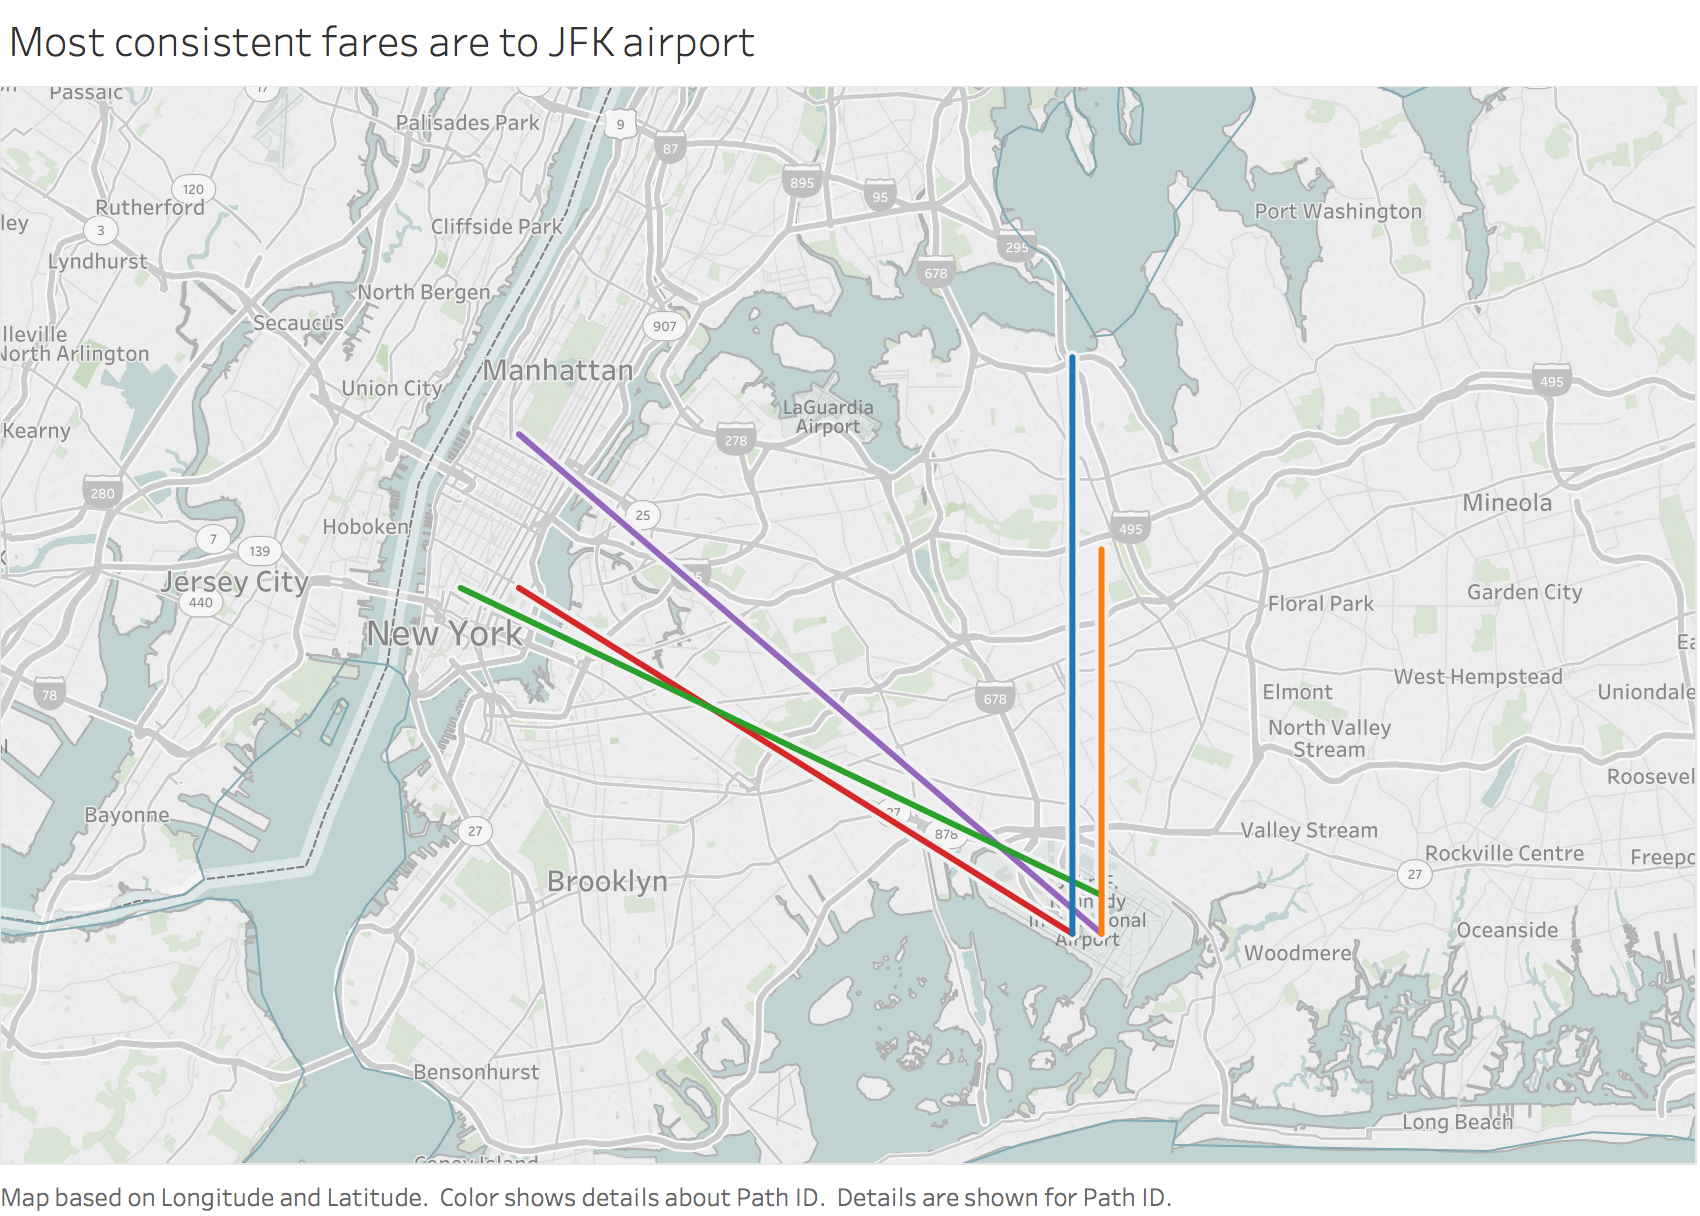 Most consistent fares are to JFK airport
Passaic
17
Palisades Park
9
87
895
95
120
Rutherford
3
ley
Cliffside Park
Port Washington
295
Lyndhurst
678
North Bergen
Secaucus
907
lleville
North Arlington
Manhattan
Union City
495
LaGuardia
Airport
Kearny
278
280
Mineola
25
Hoboken
495
7
139
Jersey City
440
Garden City
Floral Park
New York
West Hempstead
Elmont
Uniondale
78
678
North Valley
Stream
Roosevel
Bayonne
27
27
878
Valley Stream
Rockville Centre
Freepo
27
Brooklyn
Airport
Oceanside
Woodmere
Bensonhurst
Long Beach
Coney Island
Map based on Longitude and Latitude.  Color shows details about Path ID.  Details are shown for Path ID.